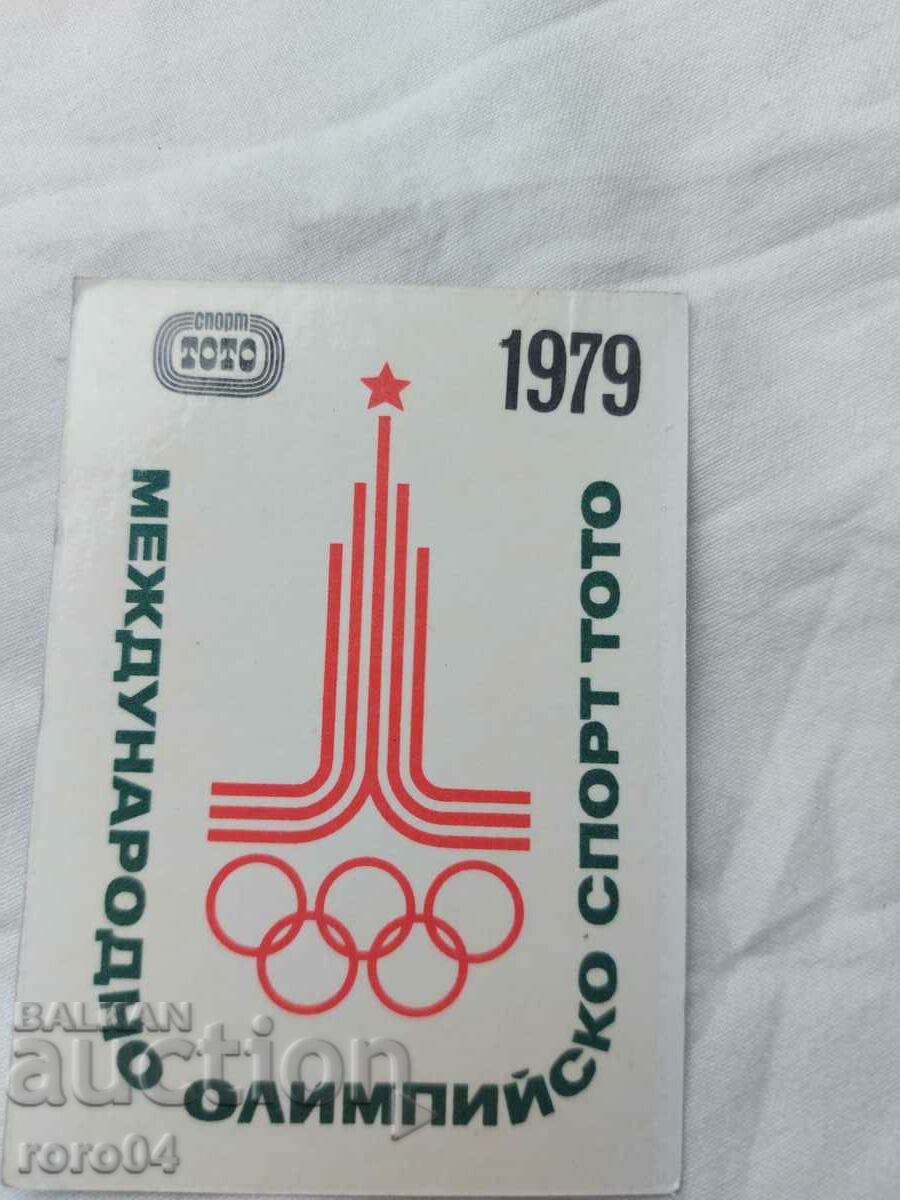 спорт
ТОТО
1979
МЕЖДУНАРОДНО ОЛИМПИЙСКО СПОРТ ТОТО
BALKAN
auction
roro04